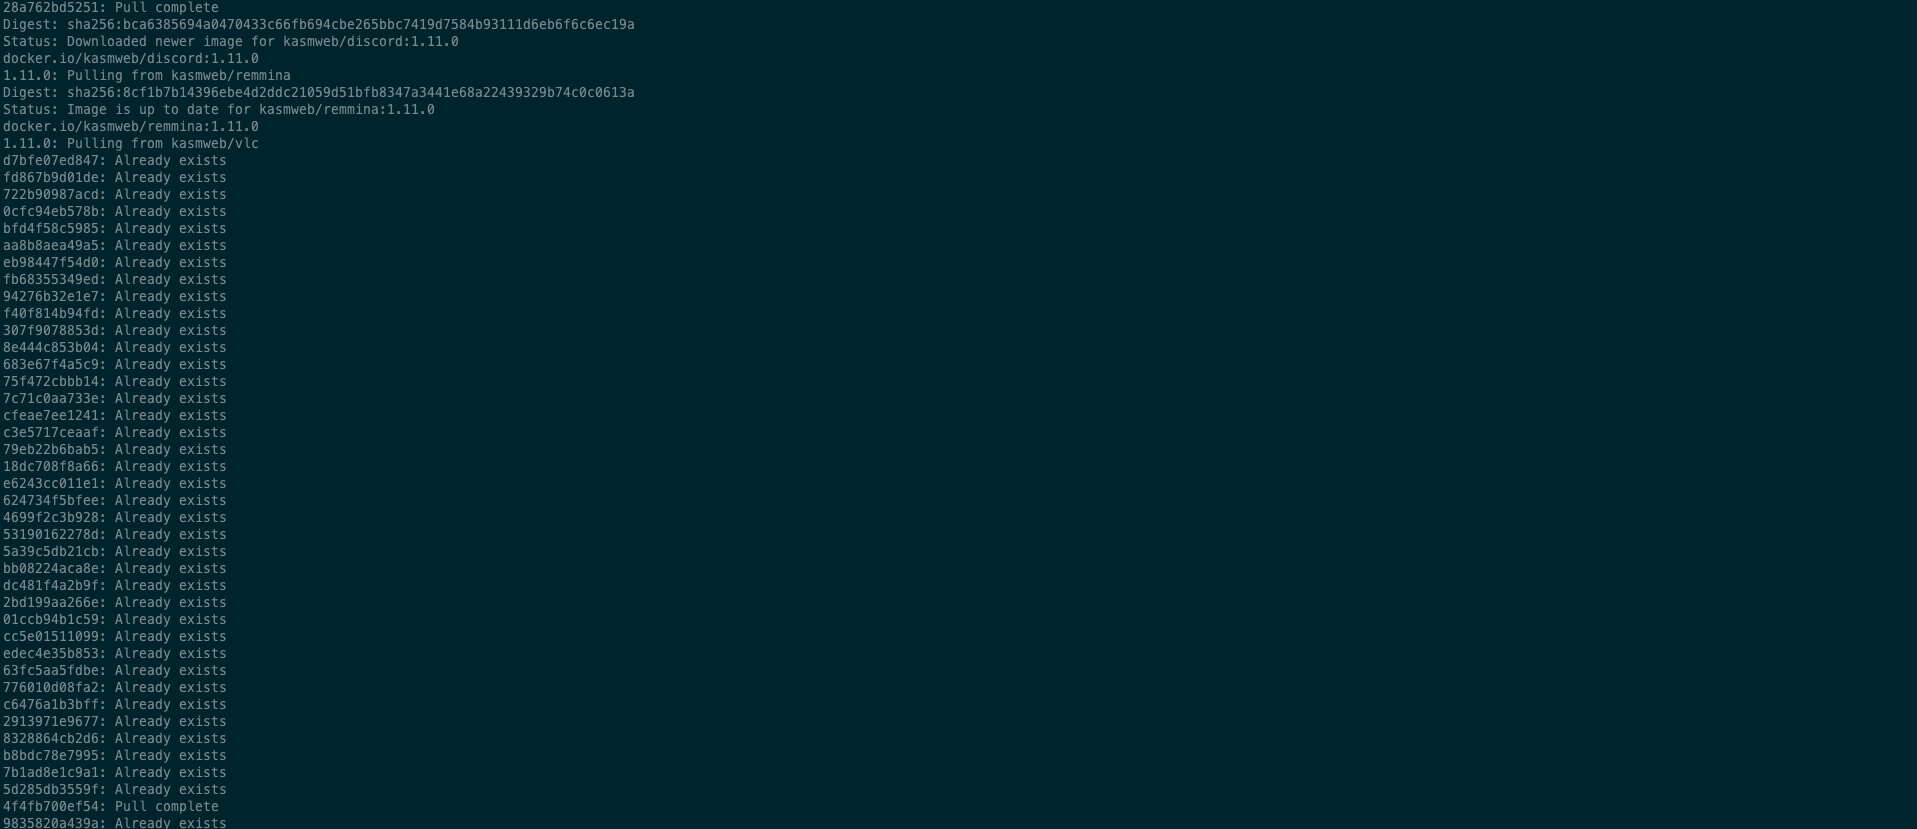 28a762bd5251: Pull complete
Digest: sha256:bca6385694a0470433c66fb694cbe265bbc7419d7584b93111d6eb6f6c6ec19a
Status: Downloaded newer image for kasmweb/discord:1.11.0
docker.io/kasmweb/discord:1.11.0
1.11.0: Pulling from kasmweb/remmina
Digest: sha256:8cf1b7b14396ebe4d2ddc21059d51bfb8347a3441e68a22439329b74c0c0613a
Status: Image is up to date for kasmweb/remmina:1.11.0
docker.io/kasmweb/remmina:1.11.0
1.11.0: Pulling from kasmweb/vlc
d7bfe07ed847: Already exists
fd867b9d01de: Already exists
722b90987acd: Already exists
0cfc94eb578b: Already exists
bfd4f58c5985: Already exists
aa8b8aea49a5: Already exists
eb98447f54d0: Already exists
fb68355349ed: Already exists
94276b32e1e7: Already exists
f40f814b94fd: Already exists
307f9078853d: Already exists
8e444c853b04: Already exists
683e67f4a5c9: Already exists
75f472cbbb14: Already exists
7c71c0aa733e: Already exists
cfeae7ee1241: Already exists
c3e5717ceaaf: Already exists
79eb22b6bab5: Already exists
18dc708f8a66: Already exists
e6243cc011e1: Already exists
624734f5bfee: Already exists
4699f2c3b928: Already exists
53190162278d: Already exists
5a39c5db21cb: Already exists
bb08224aca8e: Already exists
dc481f4a2b9f: Already exists
2bd199aa266e: Already exists
01ccb94b1c59: Already exists
cc5e01511099: Already exists
edec4e35b853: Already exists
63fc5aa5fdbe: Already exists
776010d08fa2: Already exists
c6476a1b3bff: Already exists
2913971e9677: Already exists
8328864cb2d6: Already exists
b8bdc78e7995: Already exists
7b1ad8e1c9a1: Already exists
5d285db3559f: Already exists
4f4fb700ef54: Pull complete
9835820a439a: Already exists